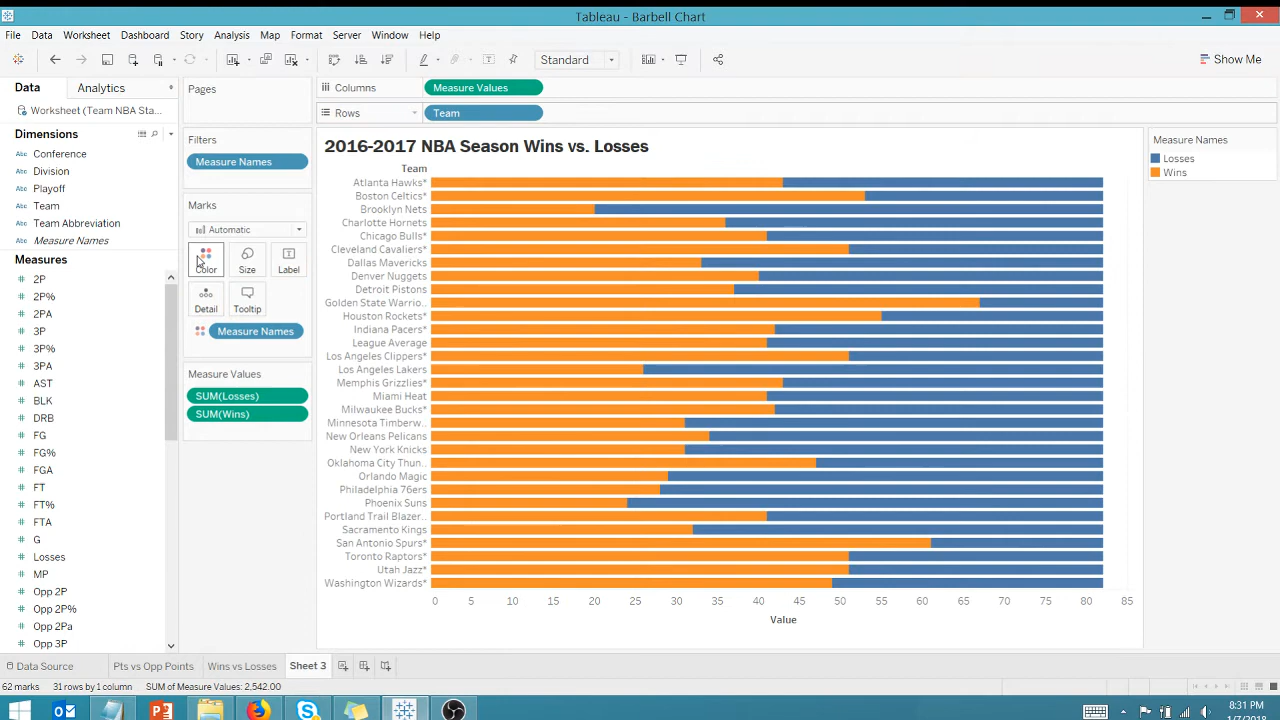 Tableau - Barbell Chart
File Data Worksheet Dashboard Story Analysis Map Format Server Window Help
Standard
Show Me
Data Analytics
Worksheet (Team NBA Sta...
Dimensions
Abc Conference
Abc Division
Abc Playoff
Abc Team
Abc Team Abbreviation
Abc Measure Names
Measures
# 2P
# 2P%
# 2PA
# 3P
# 3P%
# 3PA
# AST
# BLK
# DRB
# FG
# FG%
# FGA
# FT
# FT%
# FTA
# G
# Losses
# MP
# Opp 2P
# Opp 2P%
# Opp 2Pa
# Opp 3P
Pages
Filters
Measure Names
Marks
Automatic
Color Size Label
Detail Tooltip
Measure Names
Measure Values
SUM(Losses)
SUM(Wins)
Columns Measure Values
Rows Team
2016-2017 NBA Season Wins vs. Losses
Team
Atlanta Hawks*
Boston Celtics*
Brooklyn Nets
Charlotte Hornets
Chicago Bulls*
Cleveland Cavaliers*
Dallas Mavericks
Denver Nuggets
Detroit Pistons
Golden State Warrio..
Houston Rockets*
Indiana Pacers*
League Average
Los Angeles Clippers*
Los Angeles Lakers
Memphis Grizzlies*
Miami Heat
Milwaukee Bucks*
Minnesota Timberw..
New Orleans Pelicans
New York Knicks
Oklahoma City Thun..
Orlando Magic
Philadelphia 76ers
Phoenix Suns
Portland Trail Blazer..
Sacramento Kings
San Antonio Spurs*
Toronto Raptors*
Utah Jazz*
Washington Wizards*
0 5 10 15 20 25 30 35 40 45 50 55 60 65 70 75 80 85
Value
Measure Names
Losses
Wins
Data Source Pts vs Opp Points Wins vs Losses Sheet 3
62 marks 31 rows by 1 column SUM of Measure Values: 2,542.00
8:31 PM
1/7/2018